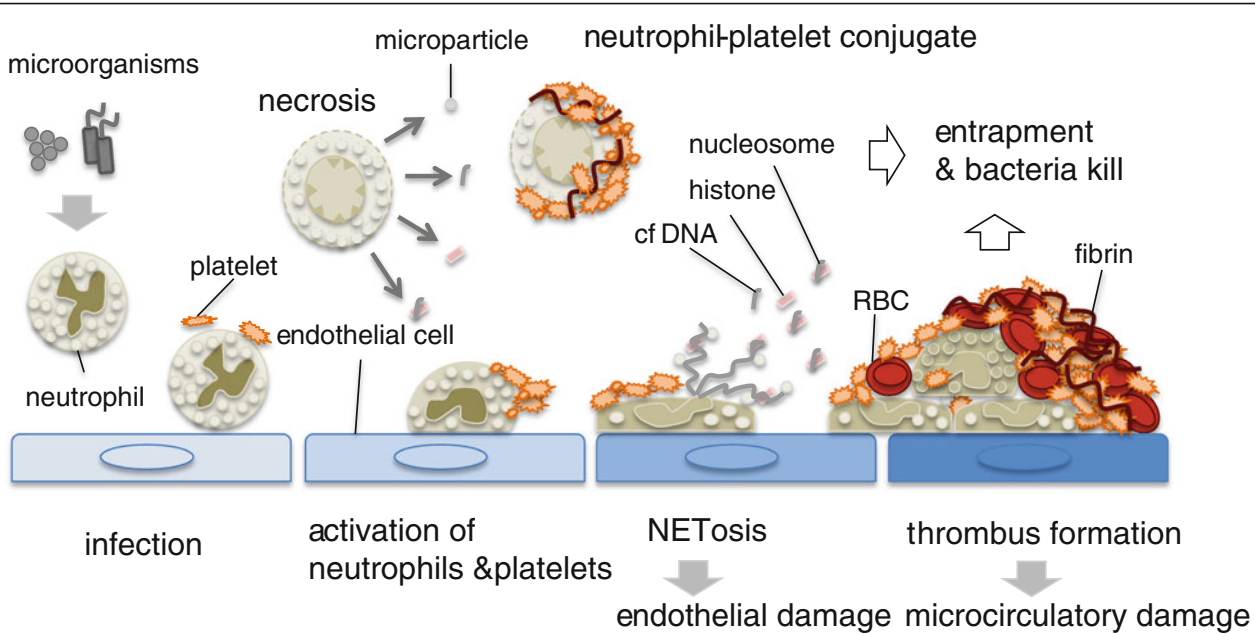 microorganisms
microparticle
neutrophil-platelet conjugate
necrosis
nucleosome
histone
cf DNA
entrapment
& bacteria kill
platelet
fibrin
RBC
endothelial cell
neutrophil
infection
activation of
neutrophils &platelets
NETosis
thrombus formation
endothelial damage
microcirculatory damage